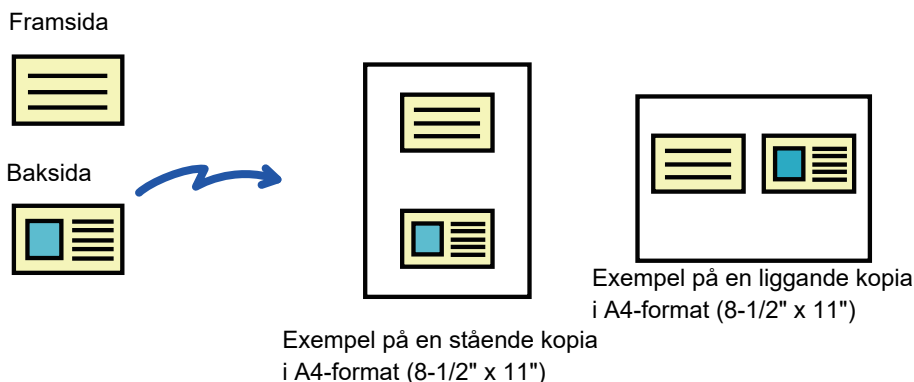 Framsida
Baksida
Exempel på en stående kopia
i A4-format (8-1/2" x 11")
Exempel på en liggande kopia
i A4-format (8-1/2" x 11")